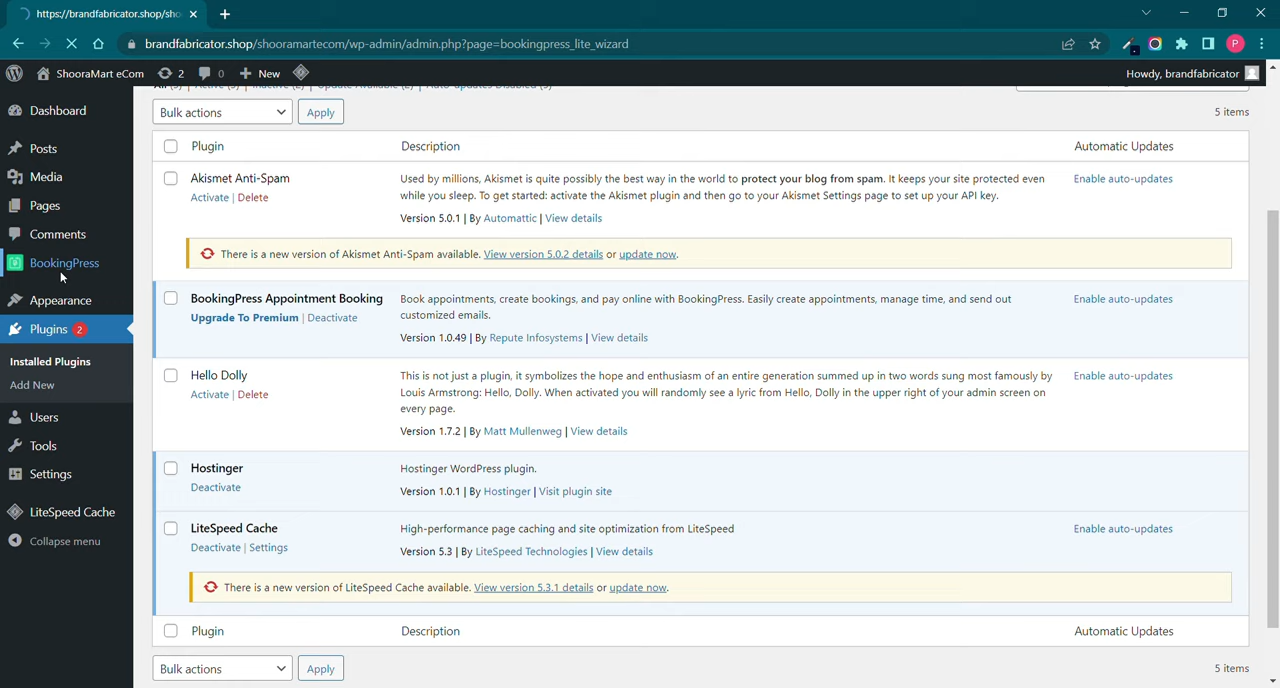 https://brandfabricator.shop/sho
brandfabricator.shop/shooramartecom/wp-admin/admin.php?page=bookingpress_lite_wizard
P
ShooraMart eCom
2
0
New
Howdy, brandfabricator
Dashboard
Posts
Media
Pages
Comments
BookingPress
Appearance
Plugins 2
Installed Plugins
Add New
Users
Tools
Settings
LiteSpeed Cache
Collapse menu
Bulk actions
Apply
5 items
Plugin
Description
Automatic Updates
Akismet Anti-Spam
Activate | Delete
Used by millions, Akismet is quite possibly the best way in the world to protect your blog from spam. It keeps your site protected even
while you sleep. To get started: activate the Akismet plugin and then go to your Akismet Settings page to set up your API key.
Version 5.0.1 | By Automattic | View details
Enable auto-updates
There is a new version of Akismet Anti-Spam available. View version 5.0.2 details or update now.
BookingPress Appointment Booking
Upgrade To Premium | Deactivate
Book appointments, create bookings, and pay online with BookingPress. Easily create appointments, manage time, and send out
customized emails.
Version 1.0.49 | By Repute Infosystems | View details
Enable auto-updates
Hello Dolly
Activate | Delete
This is not just a plugin, it symbolizes the hope and enthusiasm of an entire generation summed up in two words sung most famously by
Louis Armstrong: Hello, Dolly. When activated you will randomly see a lyric from Hello, Dolly in the upper right of your admin screen on
every page.
Version 1.7.2 | By Matt Mullenweg | View details
Enable auto-updates
Hostinger
Deactivate
Hostinger WordPress plugin.
Version 1.0.1 | By Hostinger | Visit plugin site
LiteSpeed Cache
Deactivate | Settings
High-performance page caching and site optimization from LiteSpeed
Version 5.3 | By LiteSpeed Technologies | View details
Enable auto-updates
There is a new version of LiteSpeed Cache available. View version 5.3.1 details or update now.
Plugin
Description
Automatic Updates
Bulk actions
Apply
5 items